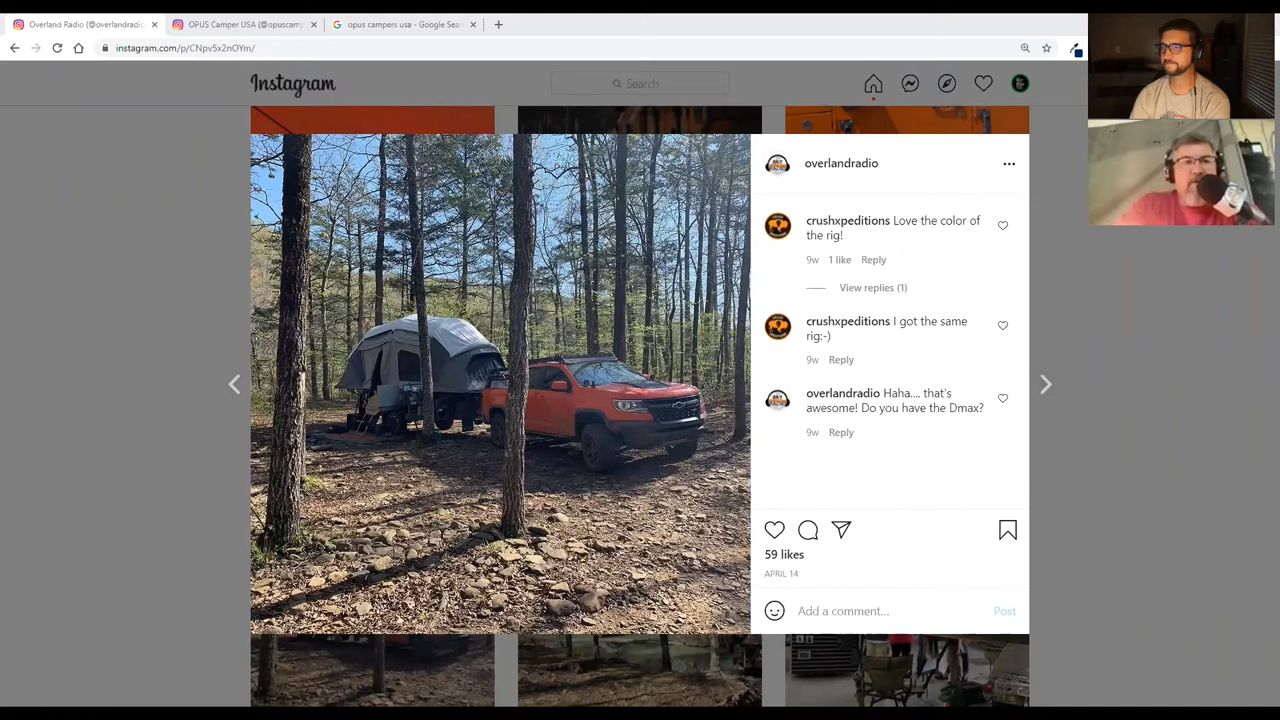 Overland Radio (@overlandradio
OPUS Camper USA (@opuscamp
opus campers usa - Google Sear
instagram.com/p/CNpv5x2nOYm/
Instagram
Search
overlandradio
crushxpeditions Love the color of
the rig!
9w 1 like Reply
View replies (1)
crushxpeditions I got the same
rig:-)
9w Reply
overlandradio Haha.... that's
awesome! Do you have the Dmax?
9w Reply
59 likes
APRIL 14
Add a comment...
Post